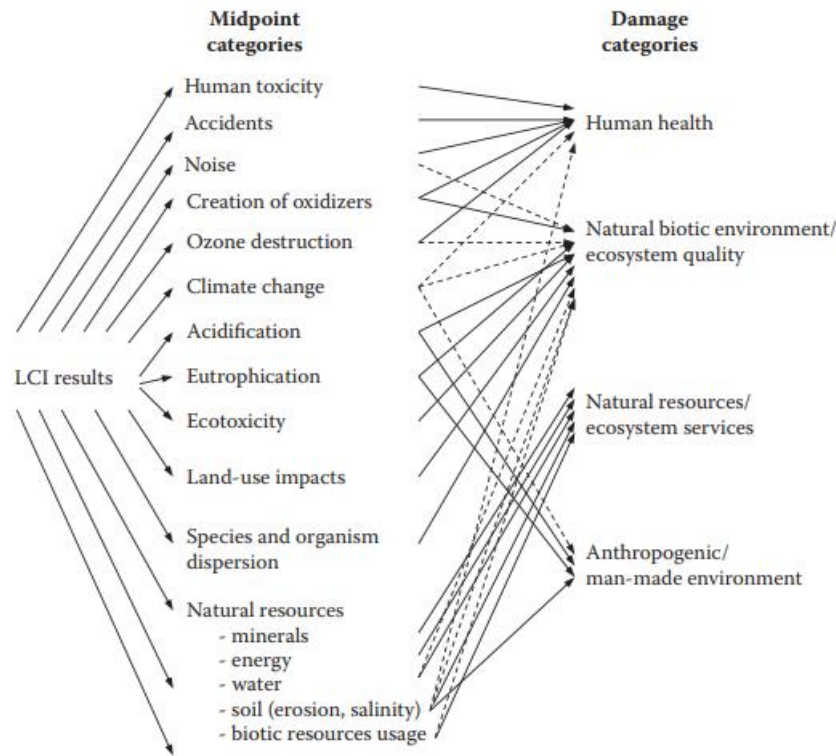 Midpoint
categories
Damage
categories
Human toxicity
Accidents
Noise
Creation of oxidizers
Ozone destruction
Climate change
Acidification
LCI results
Eutrophication
Ecotoxicity
Land-use impacts
Species and organism
dispersion
Natural resources
- minerals
- energy
- water
- soil (erosion, salinity)
- biotic resources usage
Human health
Natural biotic environment/
ecosystem quality
Natural resources/
ecosystem services
Anthropogenic/
man-made environment